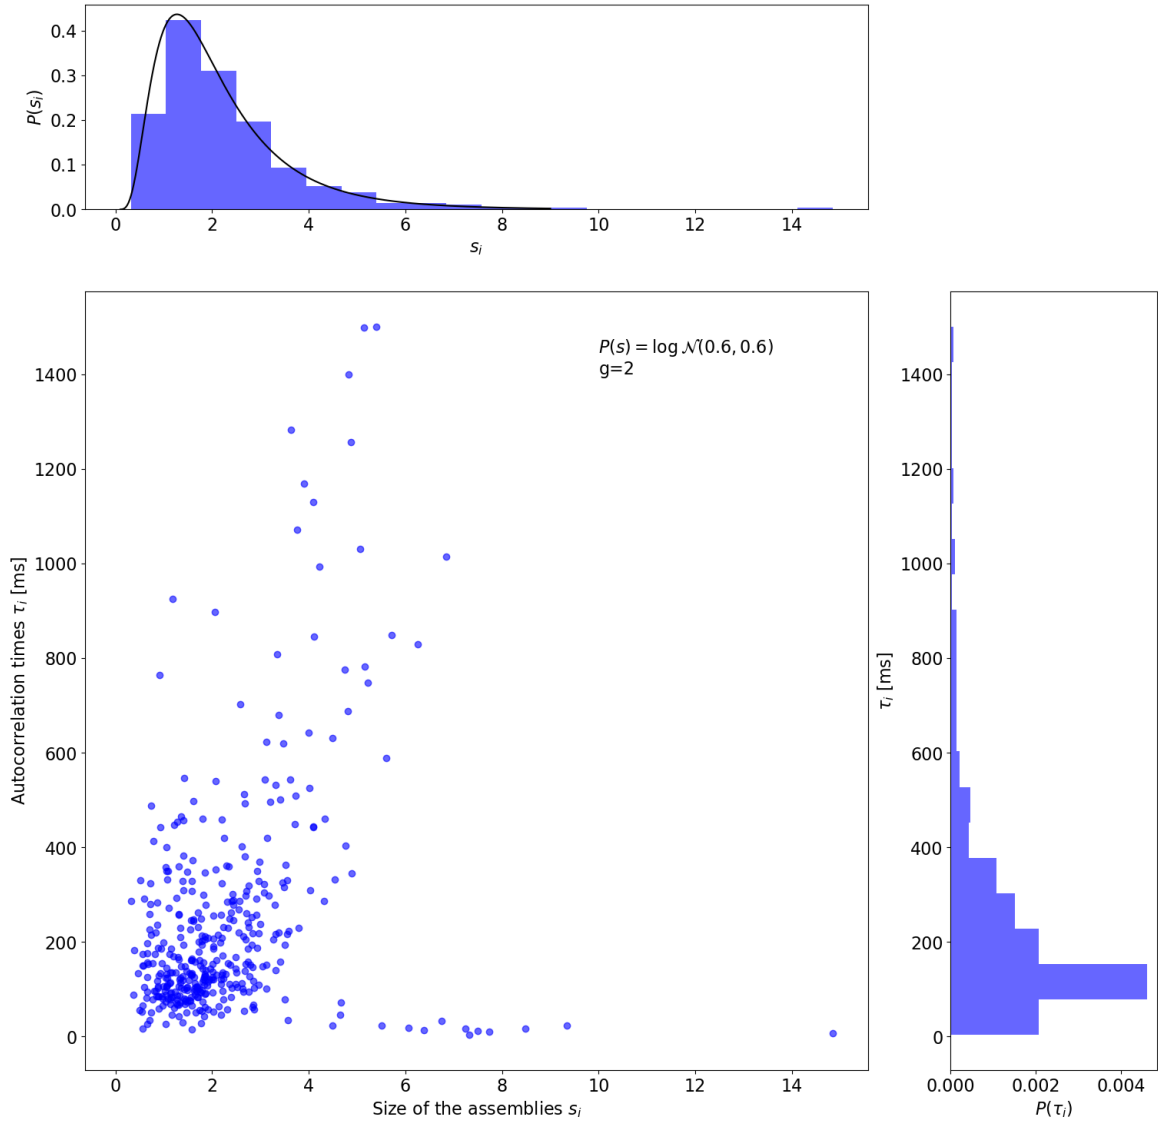 0.4
0.3
0.2
0.1
0.0
P(s_i)
0 2 4 6 8 10 12 14
s_i
P(s) = log 𝒩(0.6, 0.6)
g=2
1400
1200
1000
800
600
400
200
0
Autocorrelation times τ_i [ms]
0 2 4 6 8 10 12 14
Size of the assemblies s_i
1400
1200
1000
800
600
400
200
0
τ_i [ms]
0.000 0.002 0.004
P(τ_i)